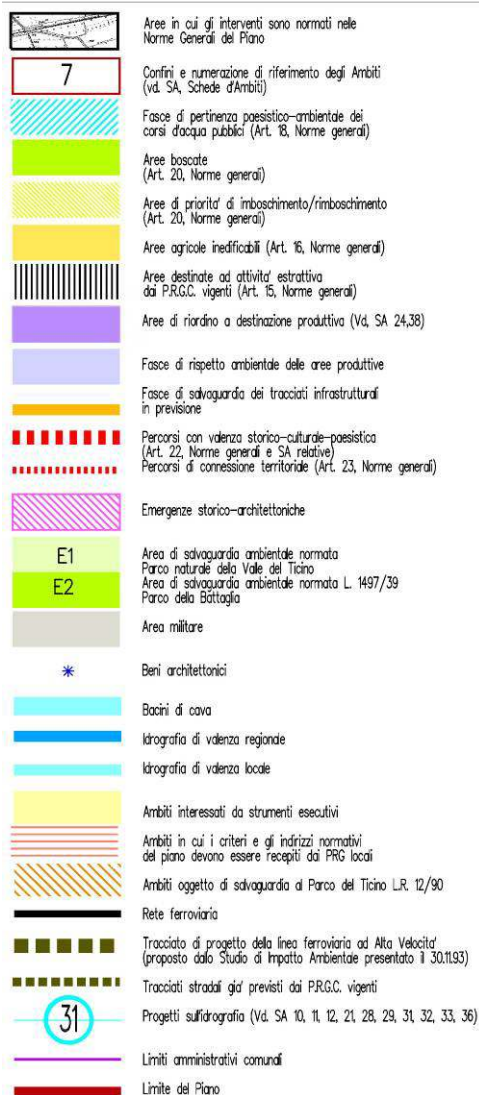 Aree in cui gli interventi sono normati nelle
Norme Generali del Piano
7
Confini e numerazione di riferimento degli Ambiti
(vd. SA, Schede d'Ambiti)
Fasce di pertinenza paesistico-ambientale dei
corsi d'acqua pubblici (Art. 18, Norme generali)
Aree boscate
(Art. 20, Norme generali)
Aree di priorita' di imboschimento/rimboschimento
(Art. 20, Norme generali)
Aree agricole inedificabili (Art. 16, Norme generali)
Aree destinate ad attivita' estrattiva
dai P.R.G.C. vigenti (Art. 15, Norme generali)
Aree di riordino a destinazione produttiva (Vd, SA 24,38)
Fasce di rispetto ambientale delle aree produttive
Fasce di salvaguardia dei tracciati infrastrutturali
in previsione
Percorsi con valenza storico-culturale-paesistica
(Art. 22, Norme generali e SA relative)
Percorsi di connessione territoriale (Art. 23, Norme generali)
Emergenze storico-architettoniche
E1
Area di salvaguardia ambientale normata
Parco naturale della Valle del Ticino
E2
Area di salvaguardia ambientale normata L. 1497/39
Parco della Battaglia
Area militare
Beni architettonici
Bacini di cava
Idrografia di valenza regionale
Idrografia di valenza locale
Ambiti interessati da strumenti esecutivi
Ambiti in cui i criteri e gli indirizzi normativi
del piano devono essere recepiti dai PRG locali
Ambiti oggetto di salvaguardia al Parco del Ticino L.R. 12/90
Rete ferroviaria
Tracciato di progetto della linea ferroviaria ad Alta Velocita'
(proposto dallo Studio di Impatto Ambientale presentato il 30.11.93)
Tracciati stradali gia' previsti dai P.R.G.C. vigenti
31
Progetti sull'idrografia (Vd. SA 10, 11, 12, 21, 28, 29, 31, 32, 33, 36)
Limiti amministrativi comunali
Limite del Piano